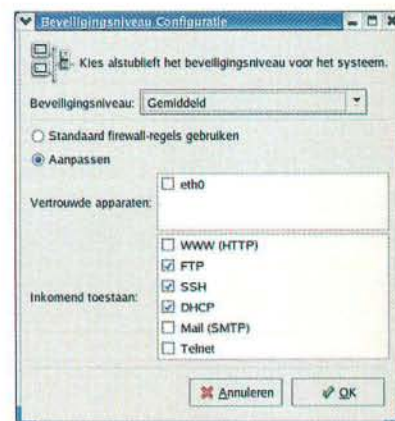 Beveiligingsniveau Configuratie
Kies alstublieft het beveiligingsniveau voor het systeem.
Beveiligingsniveau: Gemiddeld
Standaard firewall-regels gebruiken
Aanpassen
Vertrouwde apparaten:
eth0
Inkomend toestaan:
WWW (HTTP)
FTP
SSH
DHCP
Mail (SMTP)
Telnet
Annuleren OK